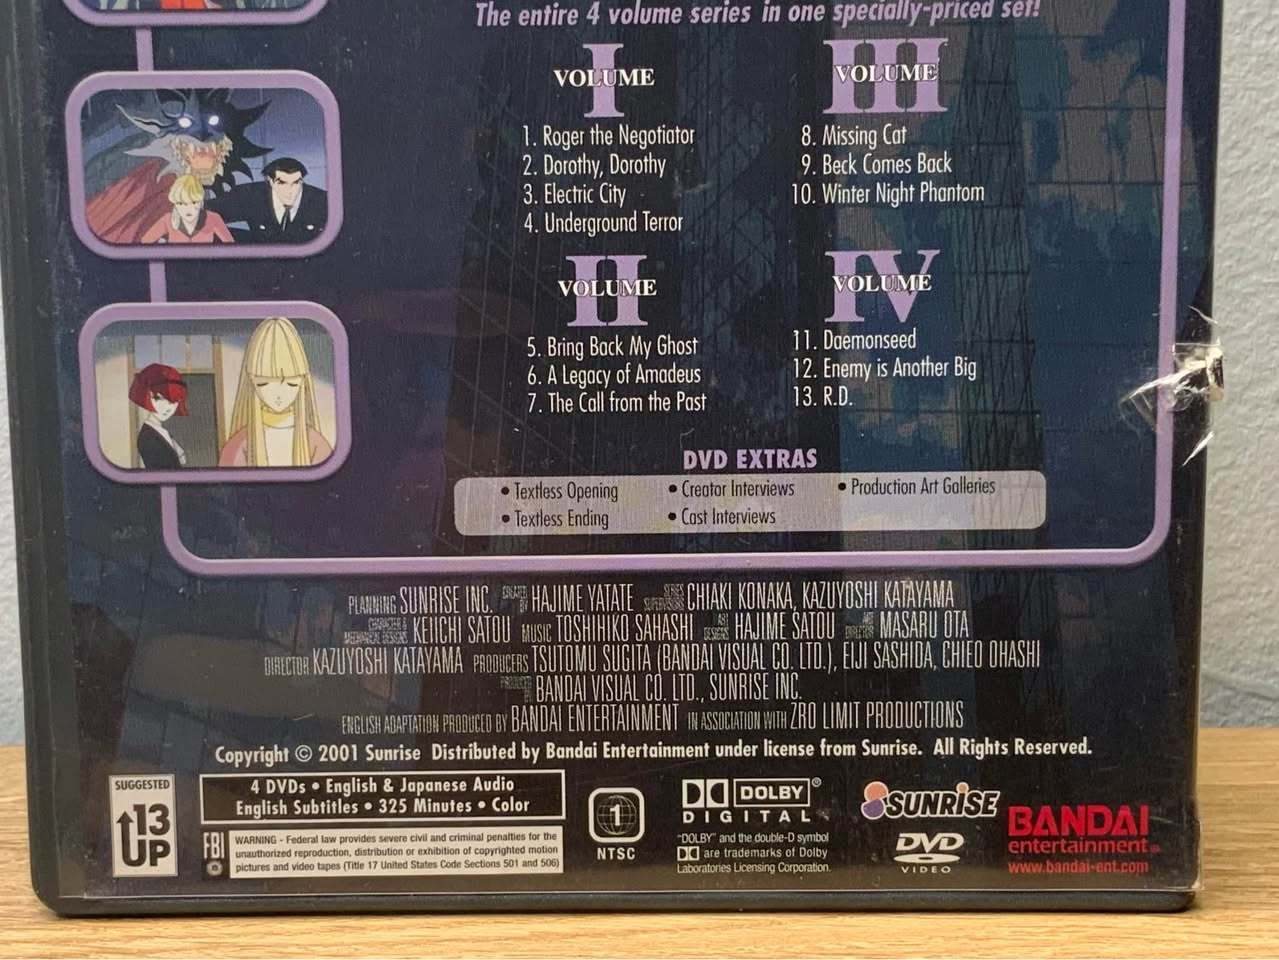 The entire 4 volume series in one specially-priced set!
I
VOLUME
1. Roger the Negotiator
2. Dorothy, Dorothy
3. Electric City
4. Underground Terror
II
VOLUME
5. Bring Back My Ghost
6. A Legacy of Amadeus
7. The Call from the Past
III
VOLUME
8. Missing Cat
9. Beck Comes Back
10. Winter Night Phantom
IV
VOLUME
11. Daemonseed
12. Enemy is Another Big
13. R.D.
DVD EXTRAS
• Textless Opening
• Textless Ending
• Creator Interviews
• Cast Interviews
• Production Art Galleries
PLANNING SUNRISE INC. CREATED BY HAJIME YATATE SERIES SUPERVISORS CHIAKI KONAKA, KAZUYOSHI KATAYAMA
CHARACTER & MECHANICAL DESIGNS KEIICHI SATOU MUSIC TOSHIHIKO SAHASHI ART DESIGNS HAJIME SATOU ART DIRECTOR MASARU OTA
DIRECTOR KAZUYOSHI KATAYAMA PRODUCERS TSUTOMU SUGITA (BANDAI VISUAL CO. LTD.), EIJI SASHIDA, CHIEO OHASHI
PRODUCED BY BANDAI VISUAL CO. LTD., SUNRISE INC.
ENGLISH ADAPTATION PRODUCED BY BANDAI ENTERTAINMENT IN ASSOCIATION WITH ZRO LIMIT PRODUCTIONS
Copyright © 2001 Sunrise Distributed by Bandai Entertainment under license from Sunrise. All Rights Reserved.
SUGGESTED
13
UP
4 DVDs • English & Japanese Audio
English Subtitles • 325 Minutes • Color
FBI
WARNING - Federal law provides severe civil and criminal penalties for the
unauthorized reproduction, distribution or exhibition of copyrighted motion
pictures and video tapes (Title 17 United States Code Sections 501 and 506)
1
NTSC
DOLBY®
DIGITAL
"DOLBY" and the double-D symbol
are trademarks of Dolby
Laboratories Licensing Corporation.
SUNRISE
DVD
VIDEO
BANDAI
entertainment®
www.bandai-ent.com